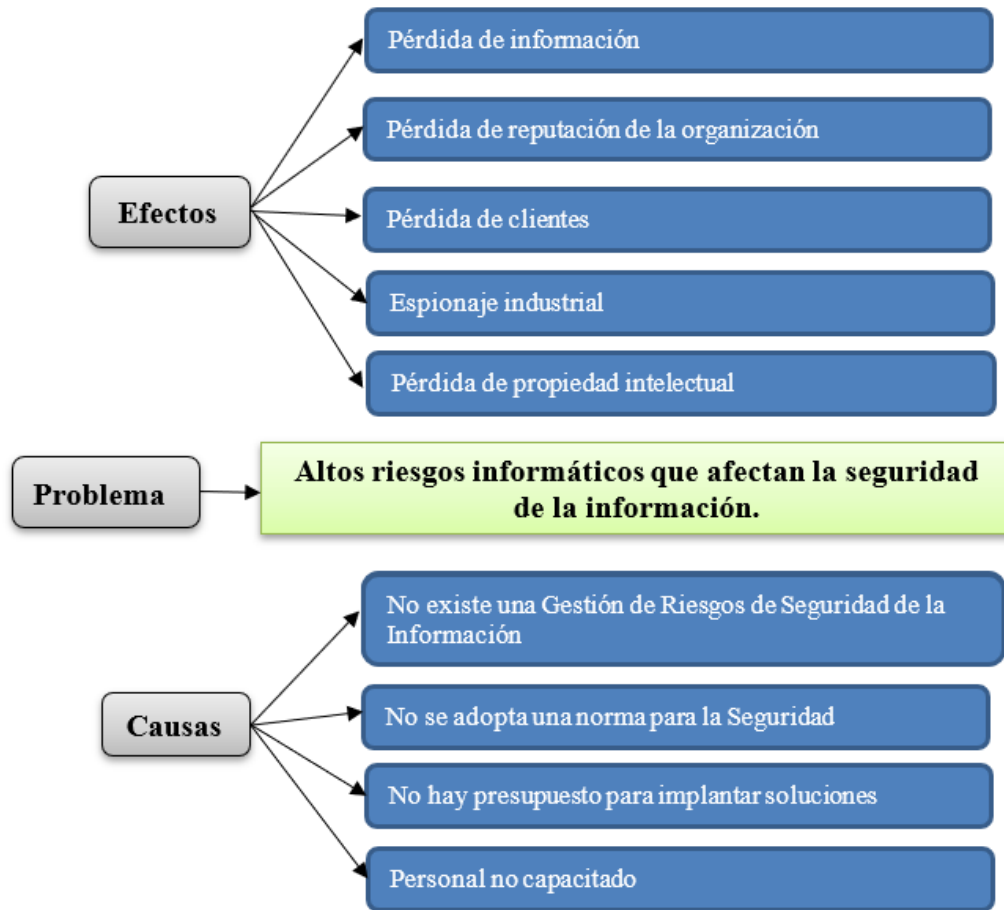 Pérdida de información
Pérdida de reputación de la organización
Efectos
Pérdida de clientes
Espionaje industrial
Pérdida de propiedad intelectual
Problema
Altos riesgos informáticos que afectan la seguridad
de la información.
No existe una Gestión de Riesgos de Seguridad de la
Información
Causas
No se adopta una norma para la Seguridad
No hay presupuesto para implantar soluciones
Personal no capacitado